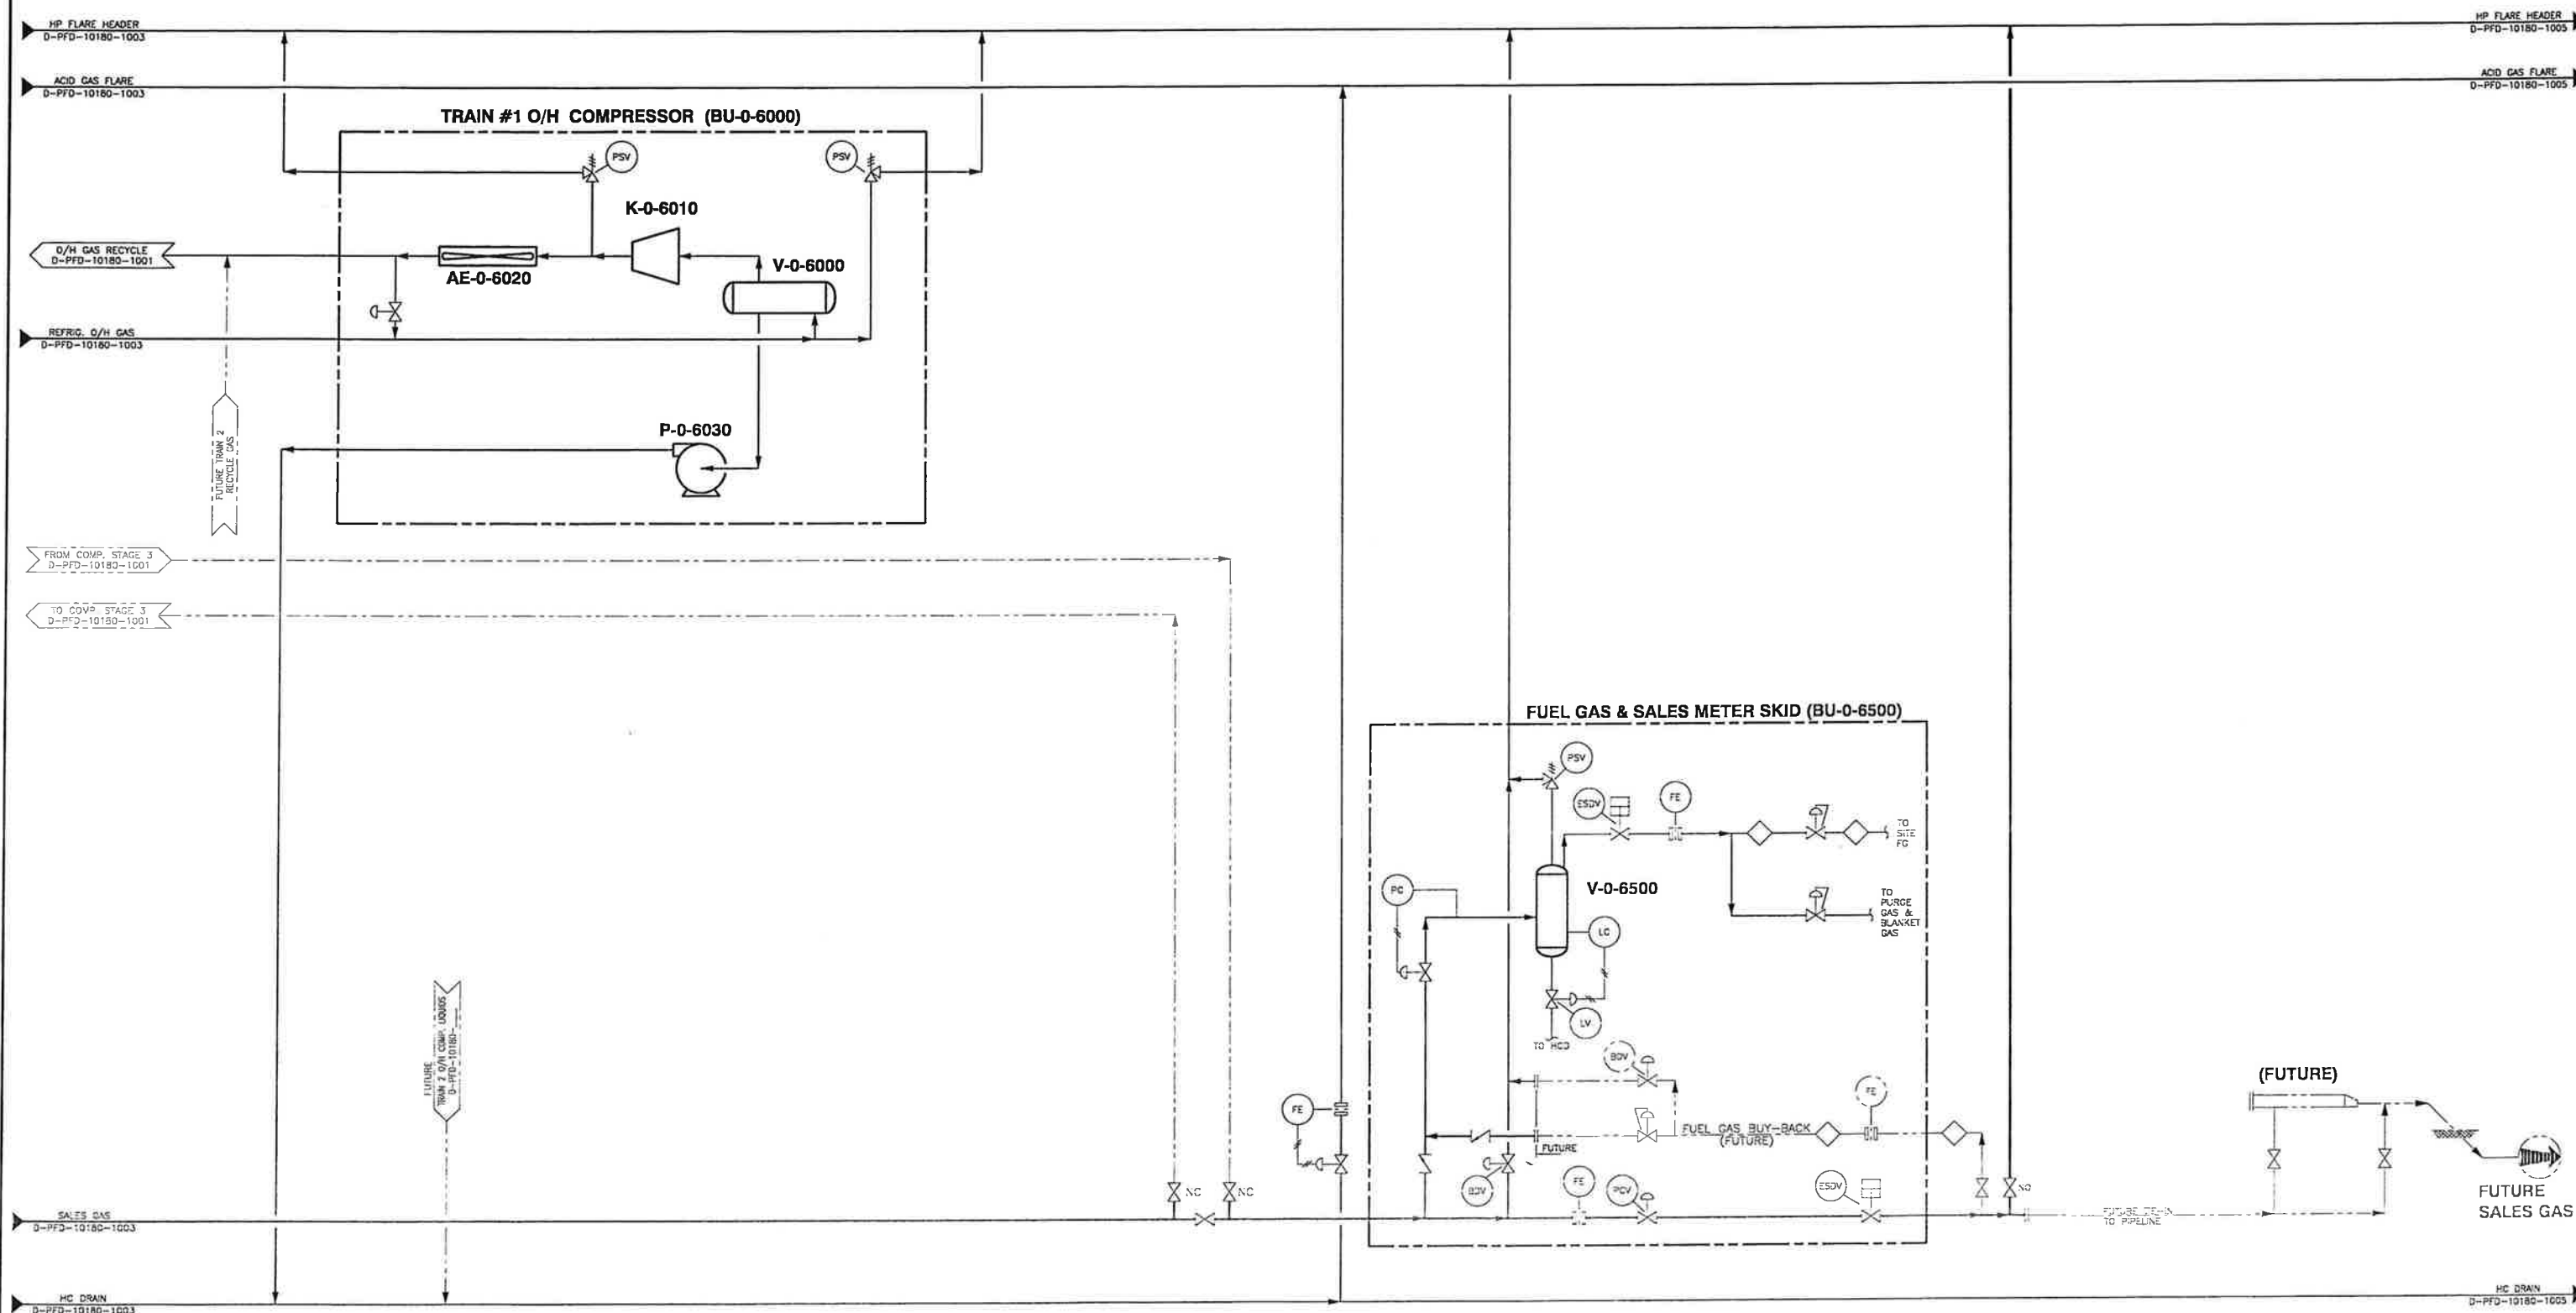 HP FLARE HEADER
D-PFD-10180-1003
HP FLARE HEADER
D-PFD-10180-1005
ACID GAS FLARE
D-PFD-10180-1003
ACID GAS FLARE
D-PFD-10180-1005
TRAIN #1 O/H COMPRESSOR (BU-0-6000)
PSV
PSV
K-0-6010
O/H GAS RECYCLE
D-PFD-10180-1001
V-0-6000
AE-0-6020
REFRIG. O/H GAS
D-PFD-10180-1003
FUTURE TRAIN 2
RECYCLE GAS
P-0-6030
FROM COMP. STAGE 3
D-PFD-10180-1001
TO COMP. STAGE 3
D-PFD-10180-1001
FUEL GAS & SALES METER SKID (BU-0-6500)
PSV
ESDV
FE
TO
SITE
FG
PC
V-0-6500
TO
PURGE
GAS &
BLANKET
GAS
LC
LV
TO HCD
FUTURE
TRAIN 2 O/H COMP. LIQUIDS
D-PFD-10180-____
BDV
FE
(FUTURE)
FE
FUEL GAS BUY-BACK
(FUTURE)
FUTURE
BDV
FE
PCV
ESDV
NC
NC
NO
FUTURE
SALES GAS
SALES GAS
D-PFD-10180-1003
FUTURE TIE-IN
TO PIPELINE
HC DRAIN
D-PFD-10180-1003
HC DRAIN
D-PFD-10180-1005